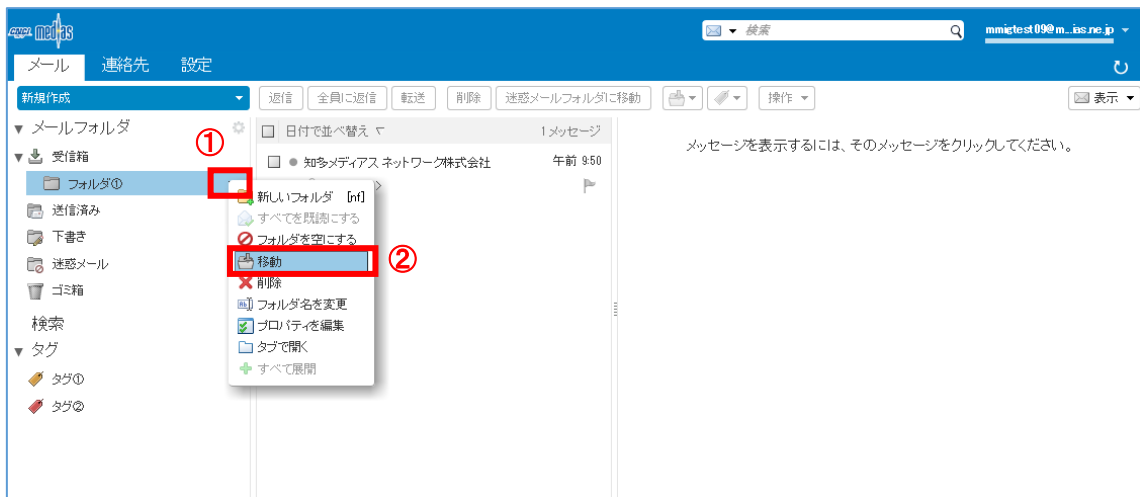 CNCI medias
検索
mmigtest09@m...ias.ne.jp
メール 連絡先 設定
新規作成 返信 全員に返信 転送 削除 迷惑メールフォルダに移動 操作 表示
メールフォルダ
日付で並べ替え 1メッセージ
メッセージを表示するには、そのメッセージをクリックしてください。
①
受信箱
知多メディアス ネットワーク株式会社 午前 9:50
フォルダ①
新しいフォルダ [nf]
送信済み
すべてを既読にする
下書き
フォルダを空にする
迷惑メール
移動 ②
ゴミ箱
削除
フォルダ名を変更
検索
プロパティを編集
タグ
タブで開く
タグ①
すべて展開
タグ②